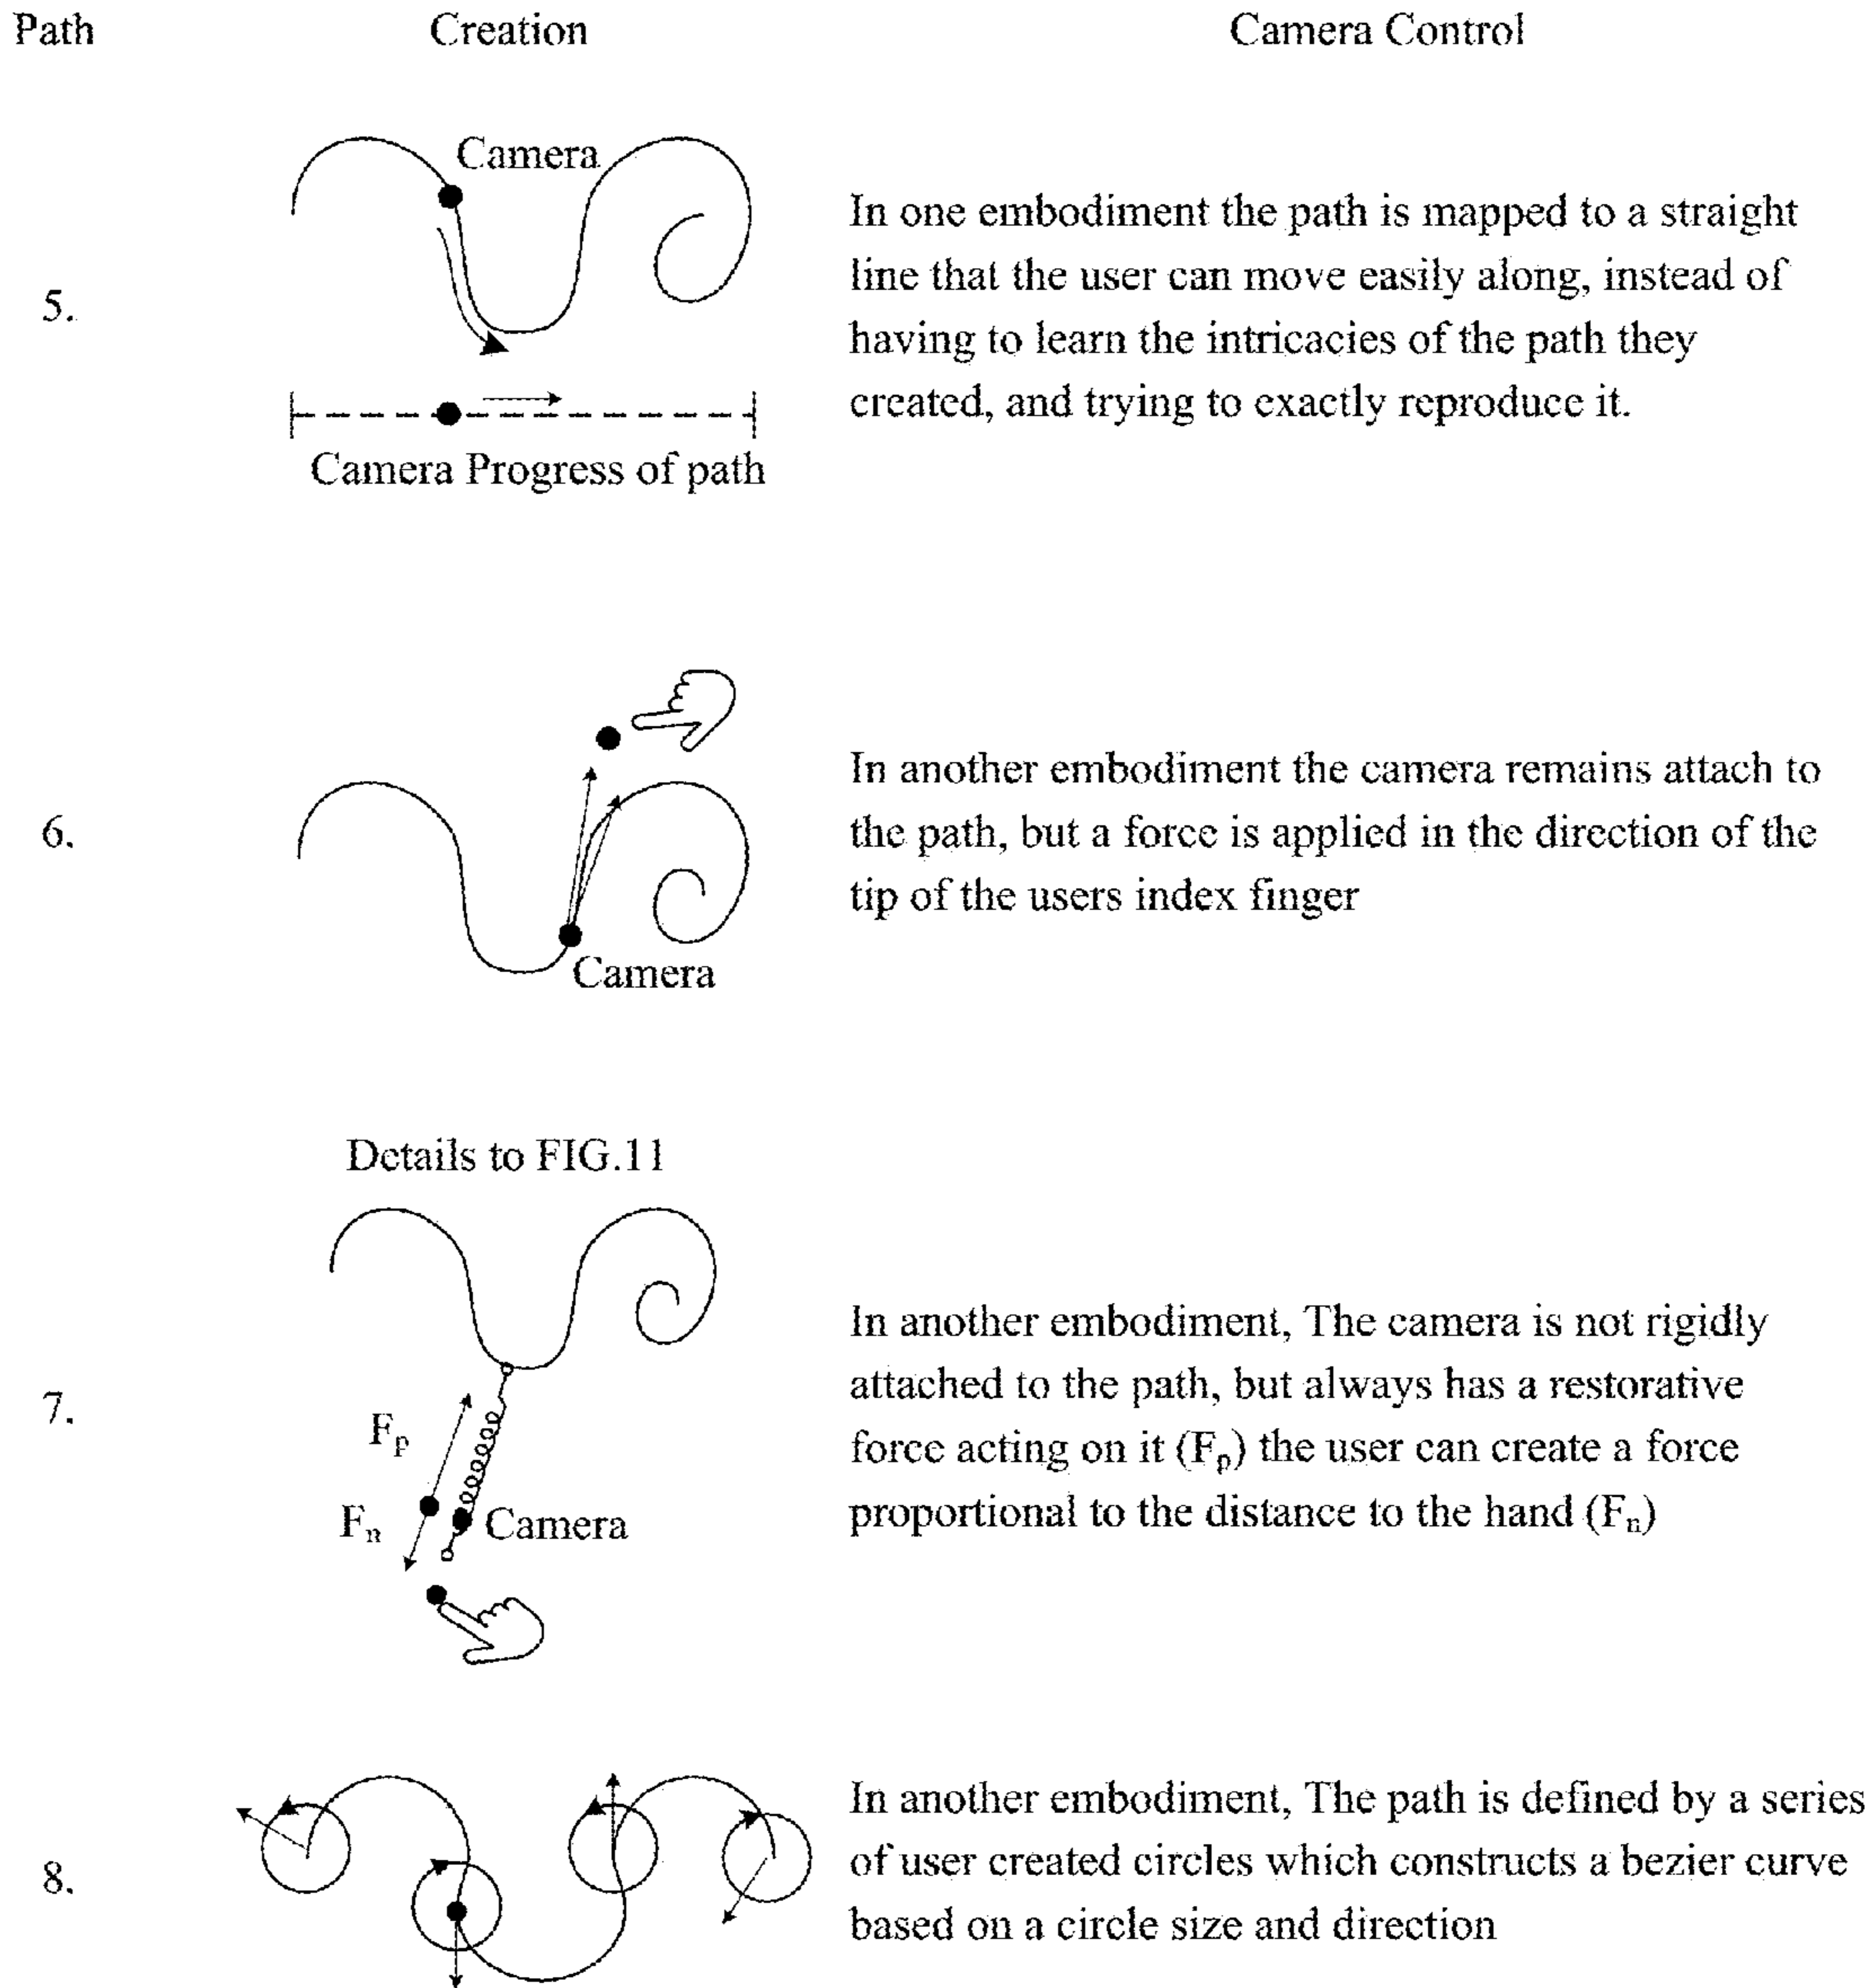 Path Creation Camera Control
Camera
5.
In one embodiment the path is mapped to a straight
line that the user can move easily along, instead of
having to learn the intricacies of the path they
created, and trying to exactly reproduce it.
Camera Progress of path
6.
In another embodiment the camera remains attach to
the path, but a force is applied in the direction of the
tip of the users index finger
Camera
Details to FIG.11
7.
Fp
Fn
Camera
In another embodiment, The camera is not rigidly
attached to the path, but always has a restorative
force acting on it (Fp) the user can create a force
proportional to the distance to the hand (Fn)
8.
In another embodiment, The path is defined by a series
of user created circles which constructs a bezier curve
based on a circle size and direction